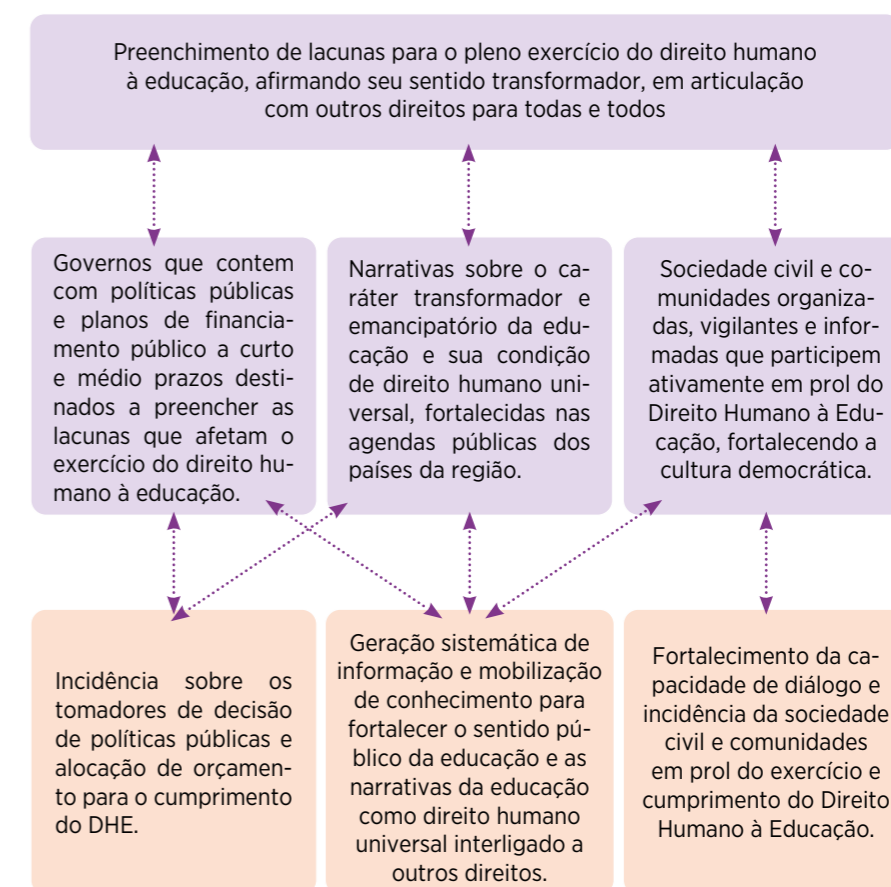 Preenchimento de lacunas para o pleno exercício do direito humano
à educação, afirmando seu sentido transformador, em articulação
com outros direitos para todas e todos
Governos que contem
com políticas públicas
e planos de financia-
mento público a curto
e médio prazos desti-
nados a preencher as
lacunas que afetam o
exercício do direito hu-
mano à educação.
Narrativas sobre o ca-
ráter transformador e
emancipatório da edu-
cação e sua condição
de direito humano uni-
versal, fortalecidas nas
agendas públicas dos
países da região.
Sociedade civil e co-
munidades organiza-
das, vigilantes e infor-
madas que participem
ativamente em prol do
Direito Humano à Edu-
cação, fortalecendo a
cultura democrática.
Incidência sobre os
tomadores de decisão
de políticas públicas e
alocação de orçamen-
to para o cumprimento
do DHE.
Geração sistemática de
informação e mobilização
de conhecimento para
fortalecer o sentido pú-
blico da educação e as
narrativas da educação
como direito humano
universal interligado a
outros direitos.
Fortalecimento da ca-
pacidade de diálogo e
incidência da sociedade
civil e comunidades
em prol do exercício e
cumprimento do Direito
Humano à Educação.